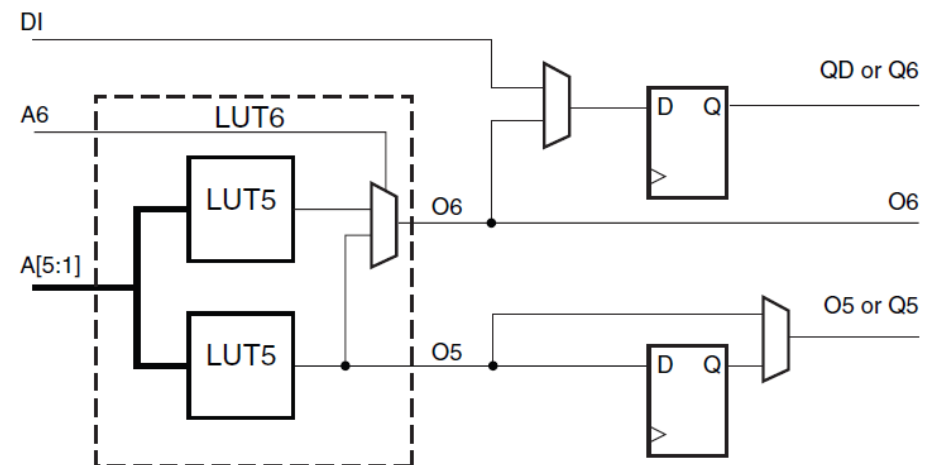 DI
QD or Q6
D Q
A6
LUT6
LUT5
O6
O6
A[5:1]
O5 or Q5
LUT5
O5
D Q